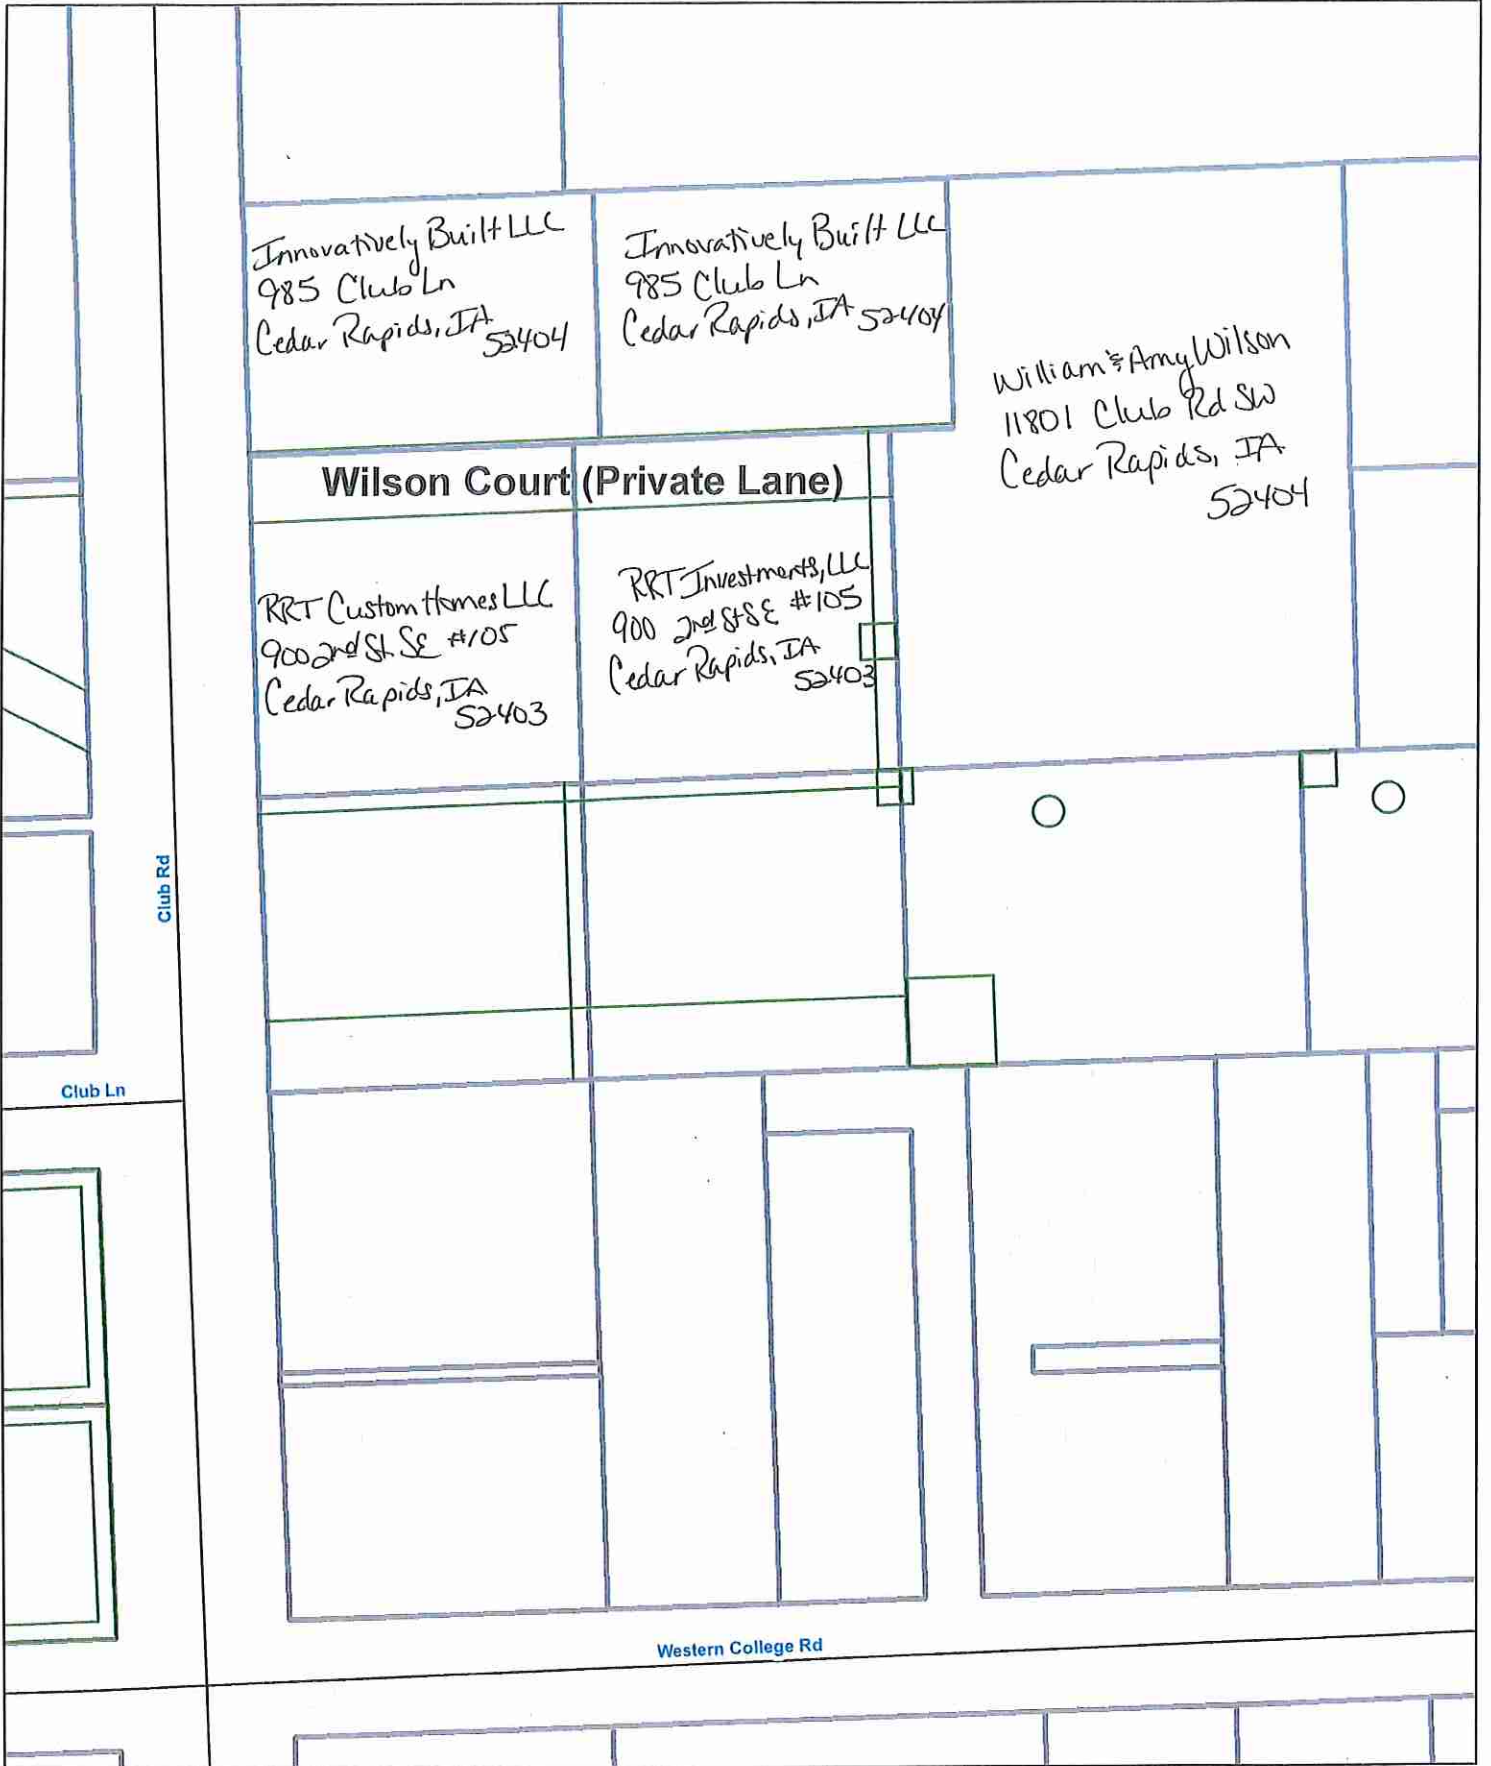 Innovatively Built LLC
985 Club Ln
Cedar Rapids, IA
52404
Innovatively Built LLC
985 Club Ln
Cedar Rapids, IA 52404
William & Amy Wilson
11801 Club Rd SW
Cedar Rapids, IA
52404
Wilson Court (Private Lane)
RRT Custom Homes LLC
900 2nd St. SE #105
Cedar Rapids, IA
52403
RRT Investments, LLC
900 2nd St SE #105
Cedar Rapids, IA
52403
Club Rd
Club Ln
Western College Rd